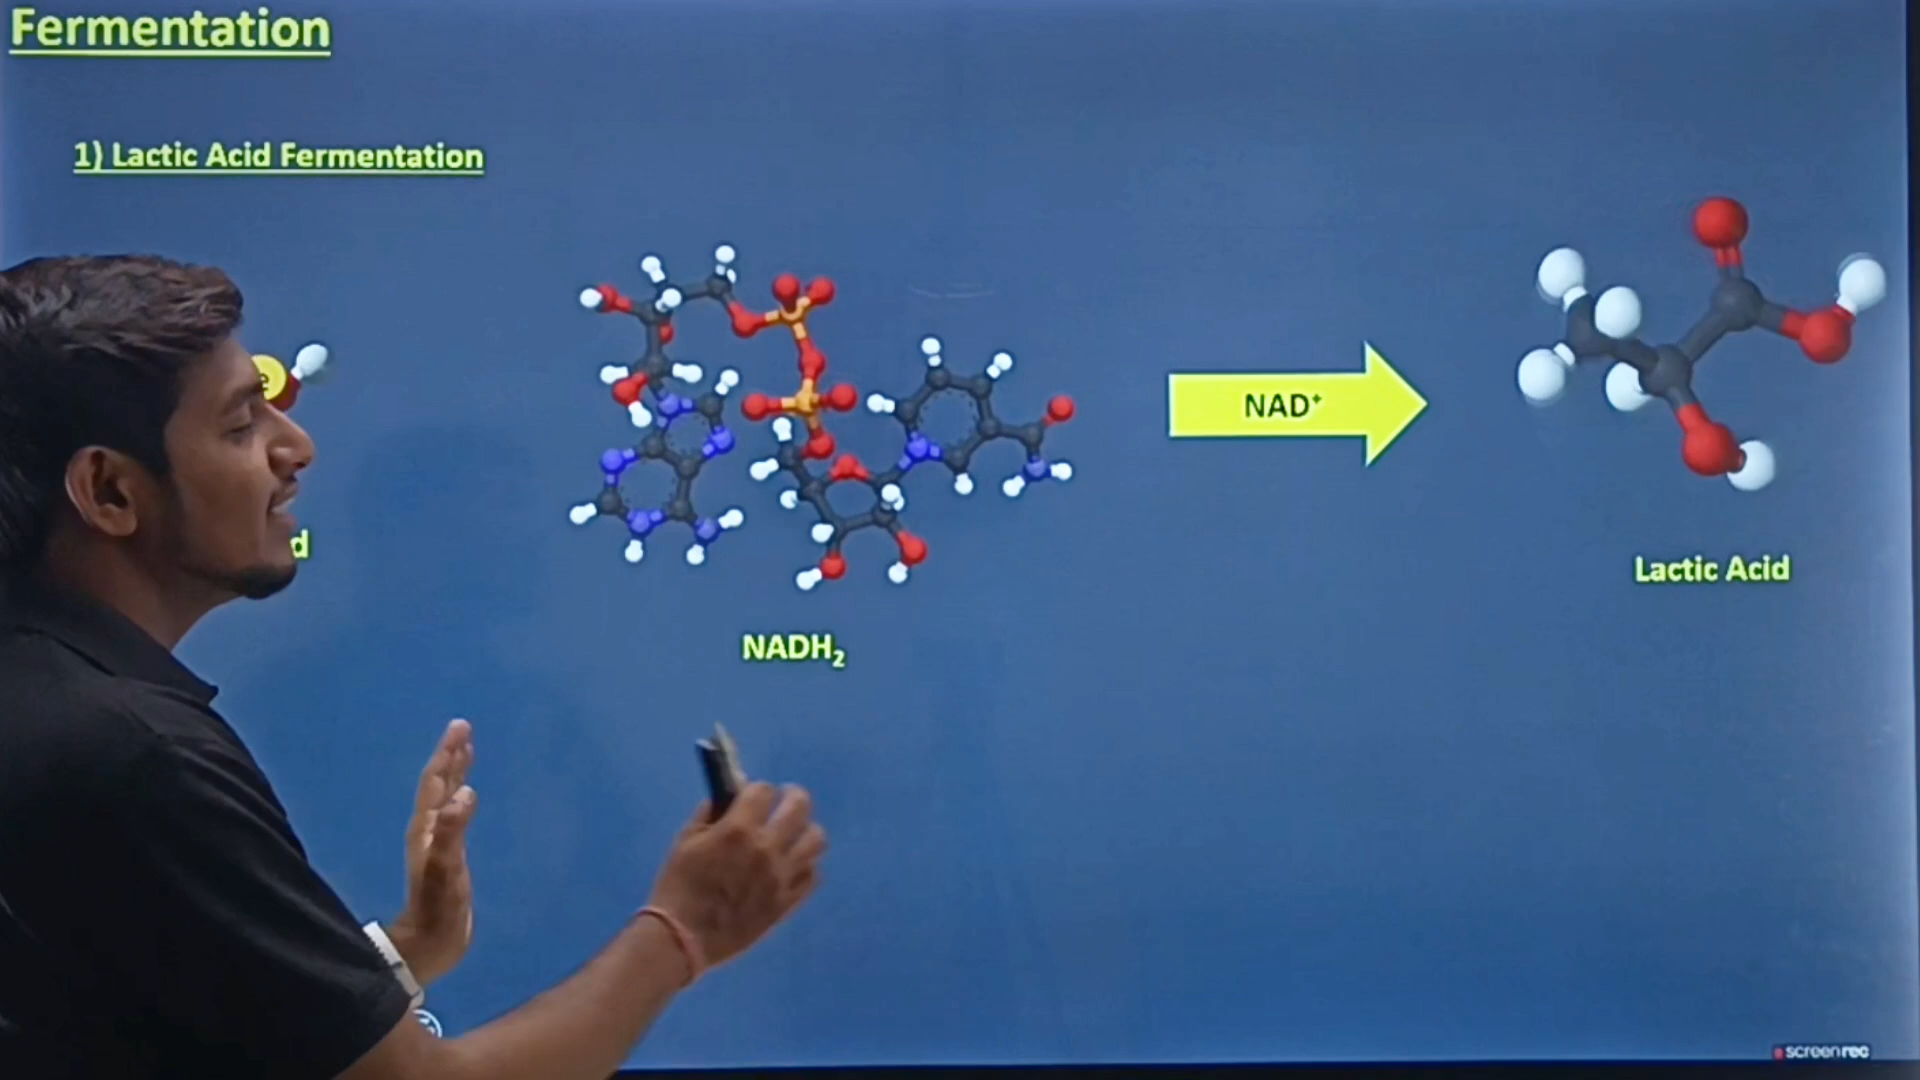 Fermentation
1) Lactic Acid Fermentation
e
d
NAD⁺
Lactic Acid
NADH₂
screenrec